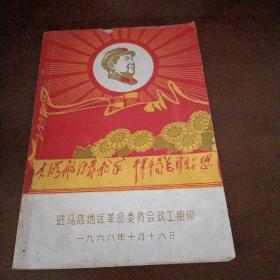 大海航行靠舵手 干革命靠毛泽东思想
驻马店地区革命委员会政工组印
一九六八年十月十六日